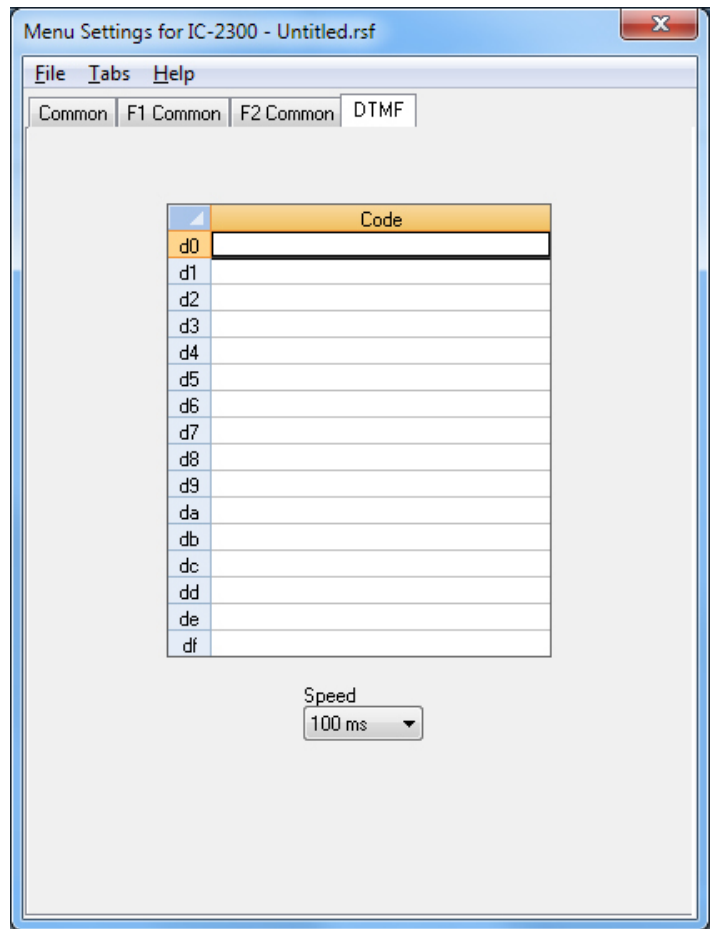 Menu Settings for IC-2300 - Untitled.rsf
x
File Tabs Help
Common F1 Common F2 Common DTMF
Code
d0
d1
d2
d3
d4
d5
d6
d7
d8
d9
da
db
dc
dd
de
df
Speed
100 ms